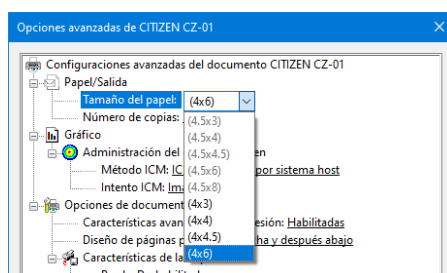 Opciones avanzadas de CITIZEN CZ-01
Configuraciones avanzadas del documento CITIZEN CZ-01
Papel/Salida
Tamaño del papel: (4x6)
Número de copias:
(4.5x3)
(4.5x4)
(4.5x4.5)
(4.5x6)
(4.5x8)
(4x3)
(4x4)
(4x4.5)
(4x6)
Gráfico
Administración del en
Método ICM: por sistema host
Intento ICM:
Opciones de document
Características avan esión: Habilitadas
Diseño de páginas p ha y después abajo
Características de la